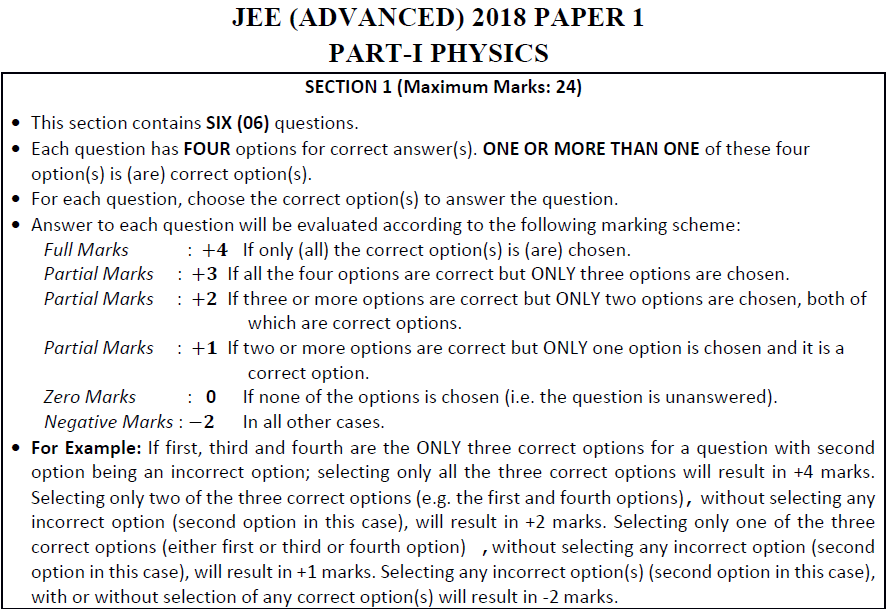 JEE (ADVANCED) 2018 PAPER 1
PART-I PHYSICS
SECTION 1 (Maximum Marks: 24)
• This section contains SIX (06) questions.
• Each question has FOUR options for correct answer(s). ONE OR MORE THAN ONE of these four
option(s) is (are) correct option(s).
• For each question, choose the correct option(s) to answer the question.
• Answer to each question will be evaluated according to the following marking scheme:
Full Marks : +4 If only (all) the correct option(s) is (are) chosen.
Partial Marks : +3 If all the four options are correct but ONLY three options are chosen.
Partial Marks : +2 If three or more options are correct but ONLY two options are chosen, both of
which are correct options.
Partial Marks : +1 If two or more options are correct but ONLY one option is chosen and it is a
correct option.
Zero Marks : 0 If none of the options is chosen (i.e. the question is unanswered).
Negative Marks : −2 In all other cases.
• For Example: If first, third and fourth are the ONLY three correct options for a question with second
option being an incorrect option; selecting only all the three correct options will result in +4 marks.
Selecting only two of the three correct options (e.g. the first and fourth options), without selecting any
incorrect option (second option in this case), will result in +2 marks. Selecting only one of the three
correct options (either first or third or fourth option) , without selecting any incorrect option (second
option in this case), will result in +1 marks. Selecting any incorrect option(s) (second option in this case),
with or without selection of any correct option(s) will result in -2 marks.